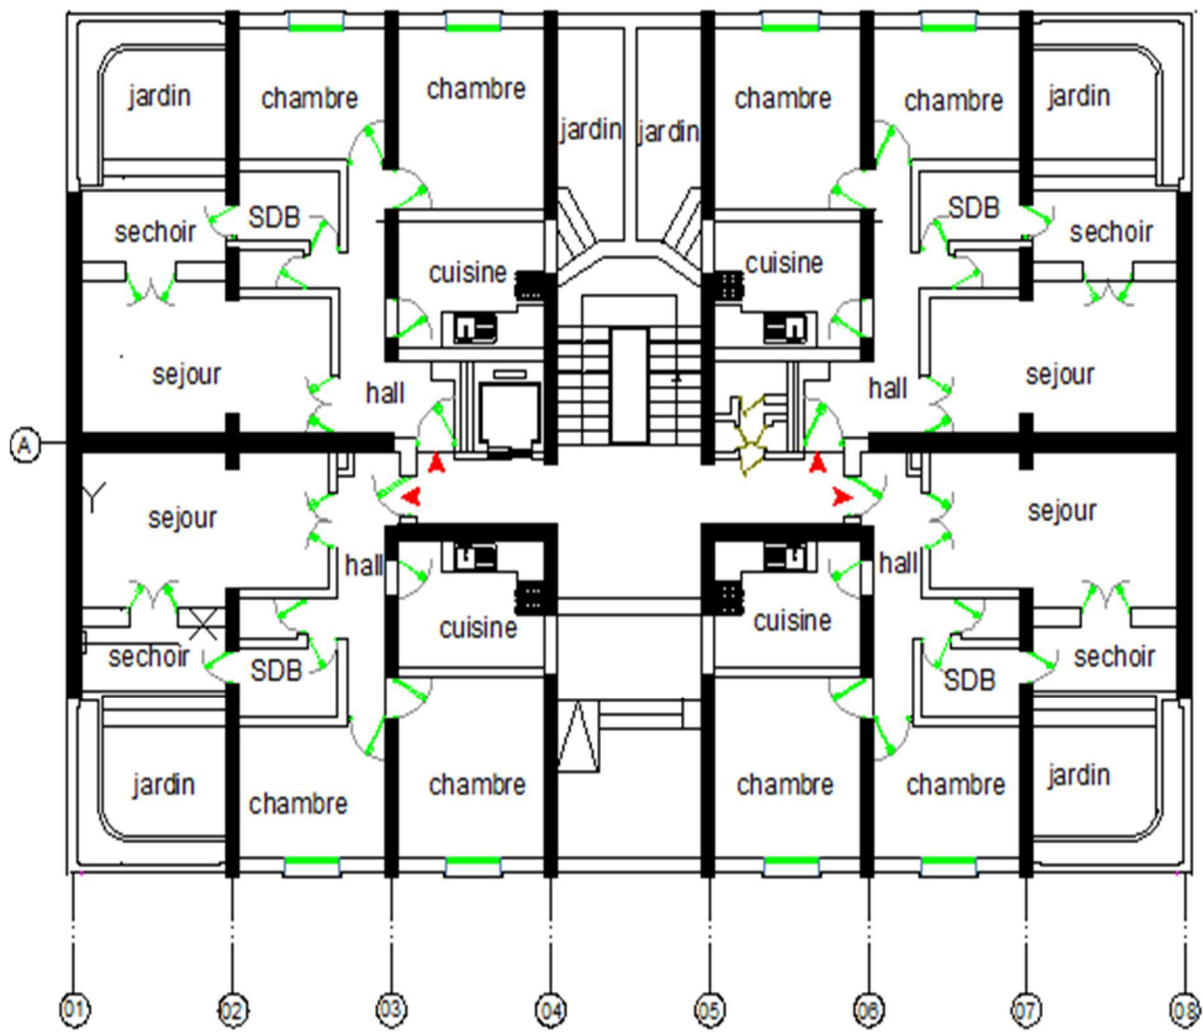 chambre chambre chambre chambre
jardin jardin jardin jardin
SDB SDB
sechoir sechoir
cuisine cuisine
sejour hall hall sejour
A
sejour sejour
hall hall
cuisine cuisine
sechoir SDB SDB sechoir
jardin chambre chambre chambre chambre jardin
01 02 03 04 05 06 07 08